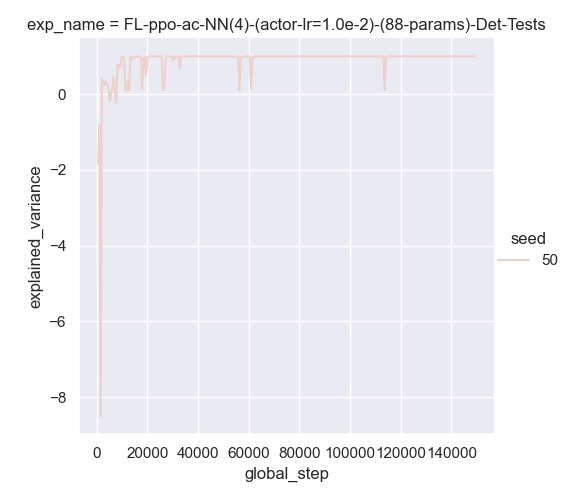 exp_name = FL-ppo-ac-NN(4)-(actor-lr=1.0e-2)-(88-params)-Det-Tests
0
−2
−4
−6
−8
explained_variance
0 20000 40000 60000 80000 100000 120000 140000
global_step
seed
50